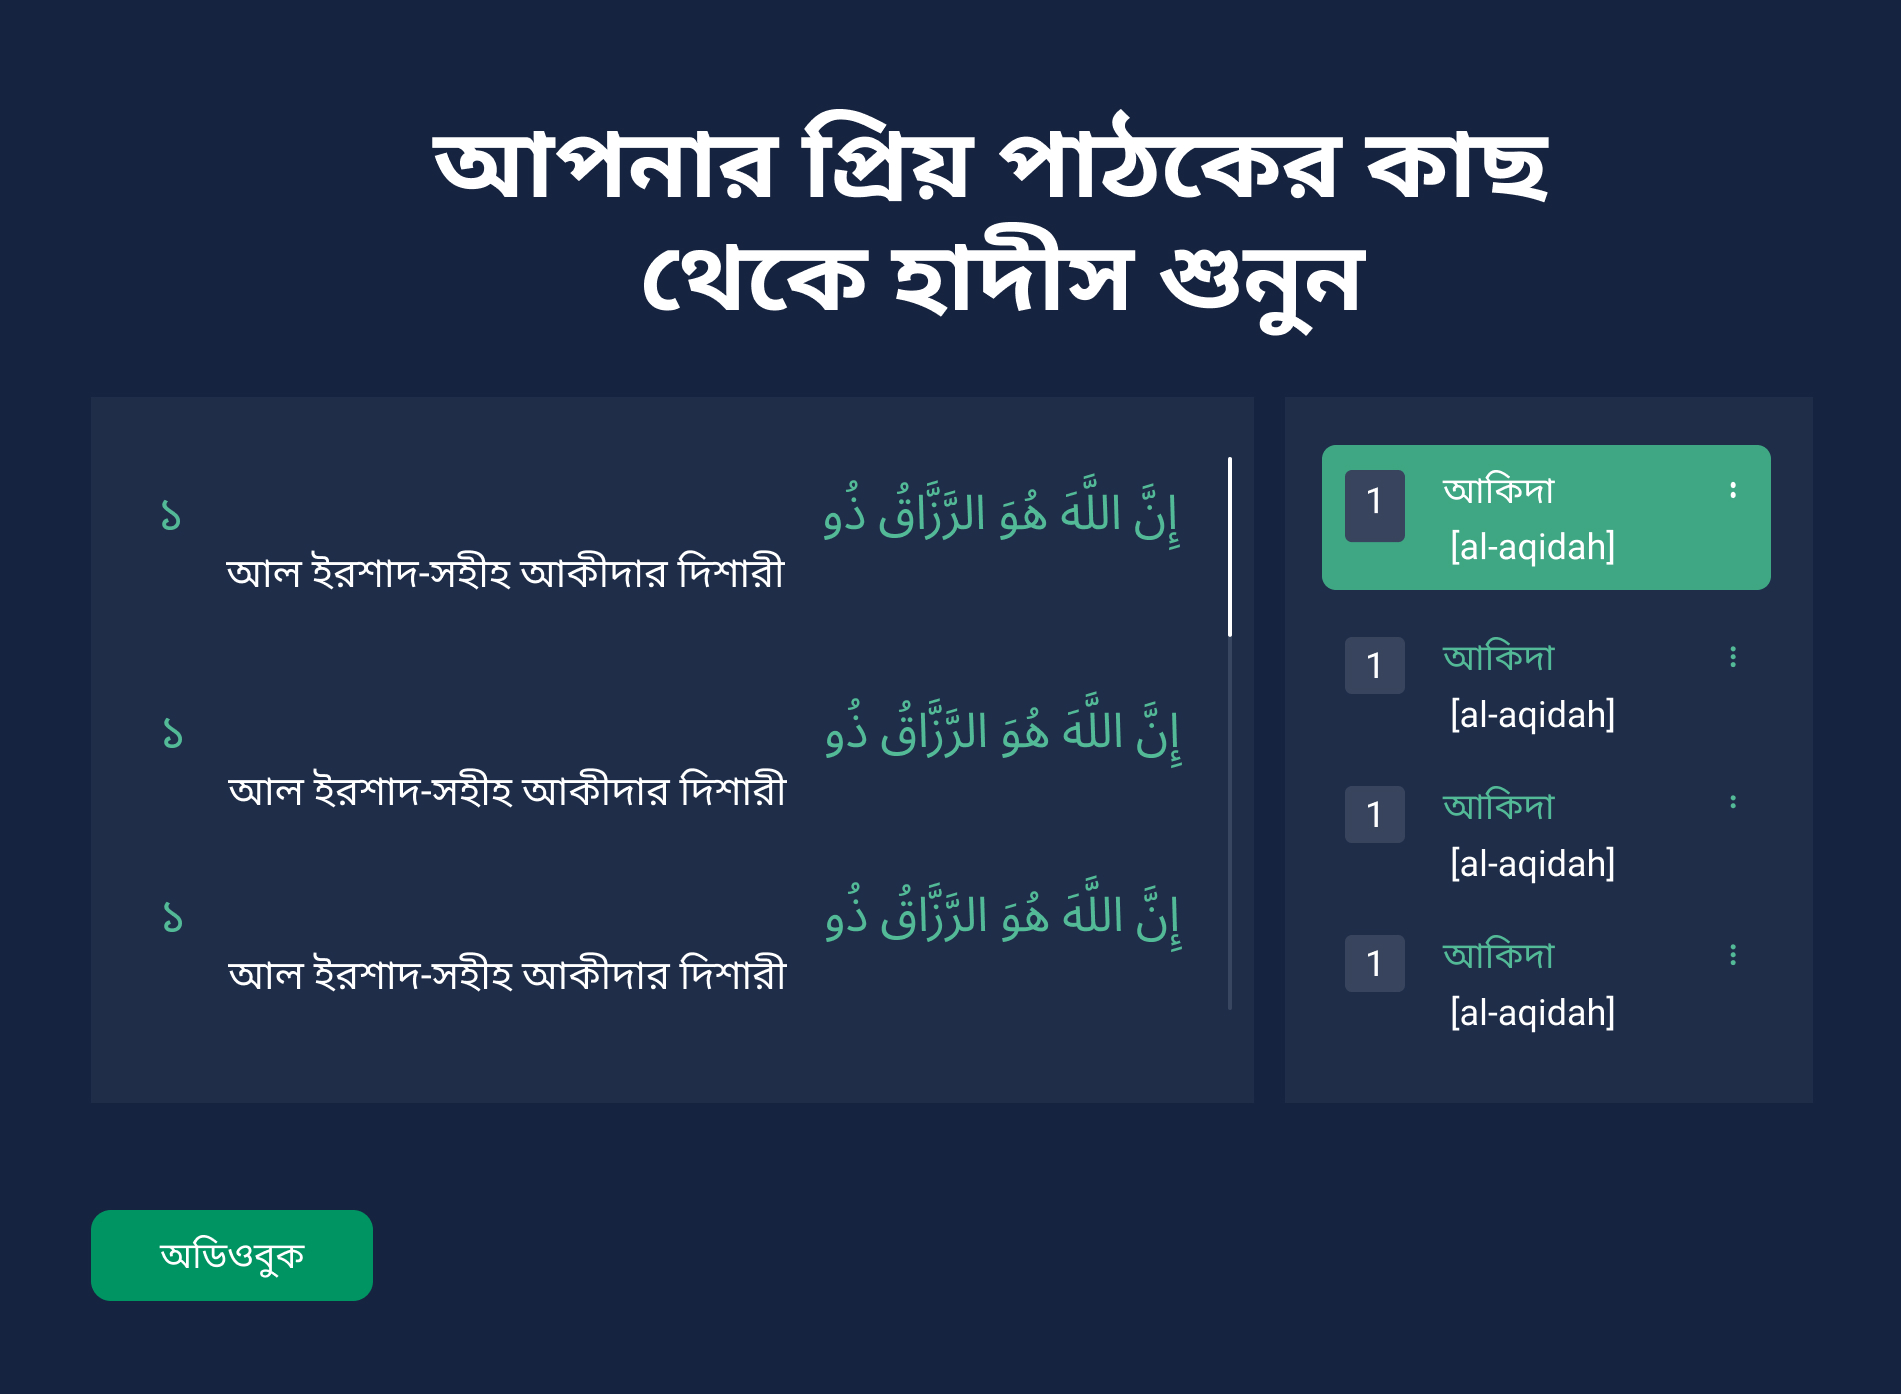 আপনার প্রিয় পাঠকের কাছ
থেকে হাদীস শুনুন
১
إِنَّ اللَّهَ هُوَ الرَّزَّاقُ ذُو
আল ইরশাদ-সহীহ আকীদার দিশারী
১
إِنَّ اللَّهَ هُوَ الرَّزَّاقُ ذُو
আল ইরশাদ-সহীহ আকীদার দিশারী
১
إِنَّ اللَّهَ هُوَ الرَّزَّاقُ ذُو
আল ইরশাদ-সহীহ আকীদার দিশারী
1 আকিদা
[al-aqidah]
1 আকিদা
[al-aqidah]
1 আকিদা
[al-aqidah]
1 আকিদা
[al-aqidah]
অডিওবুক